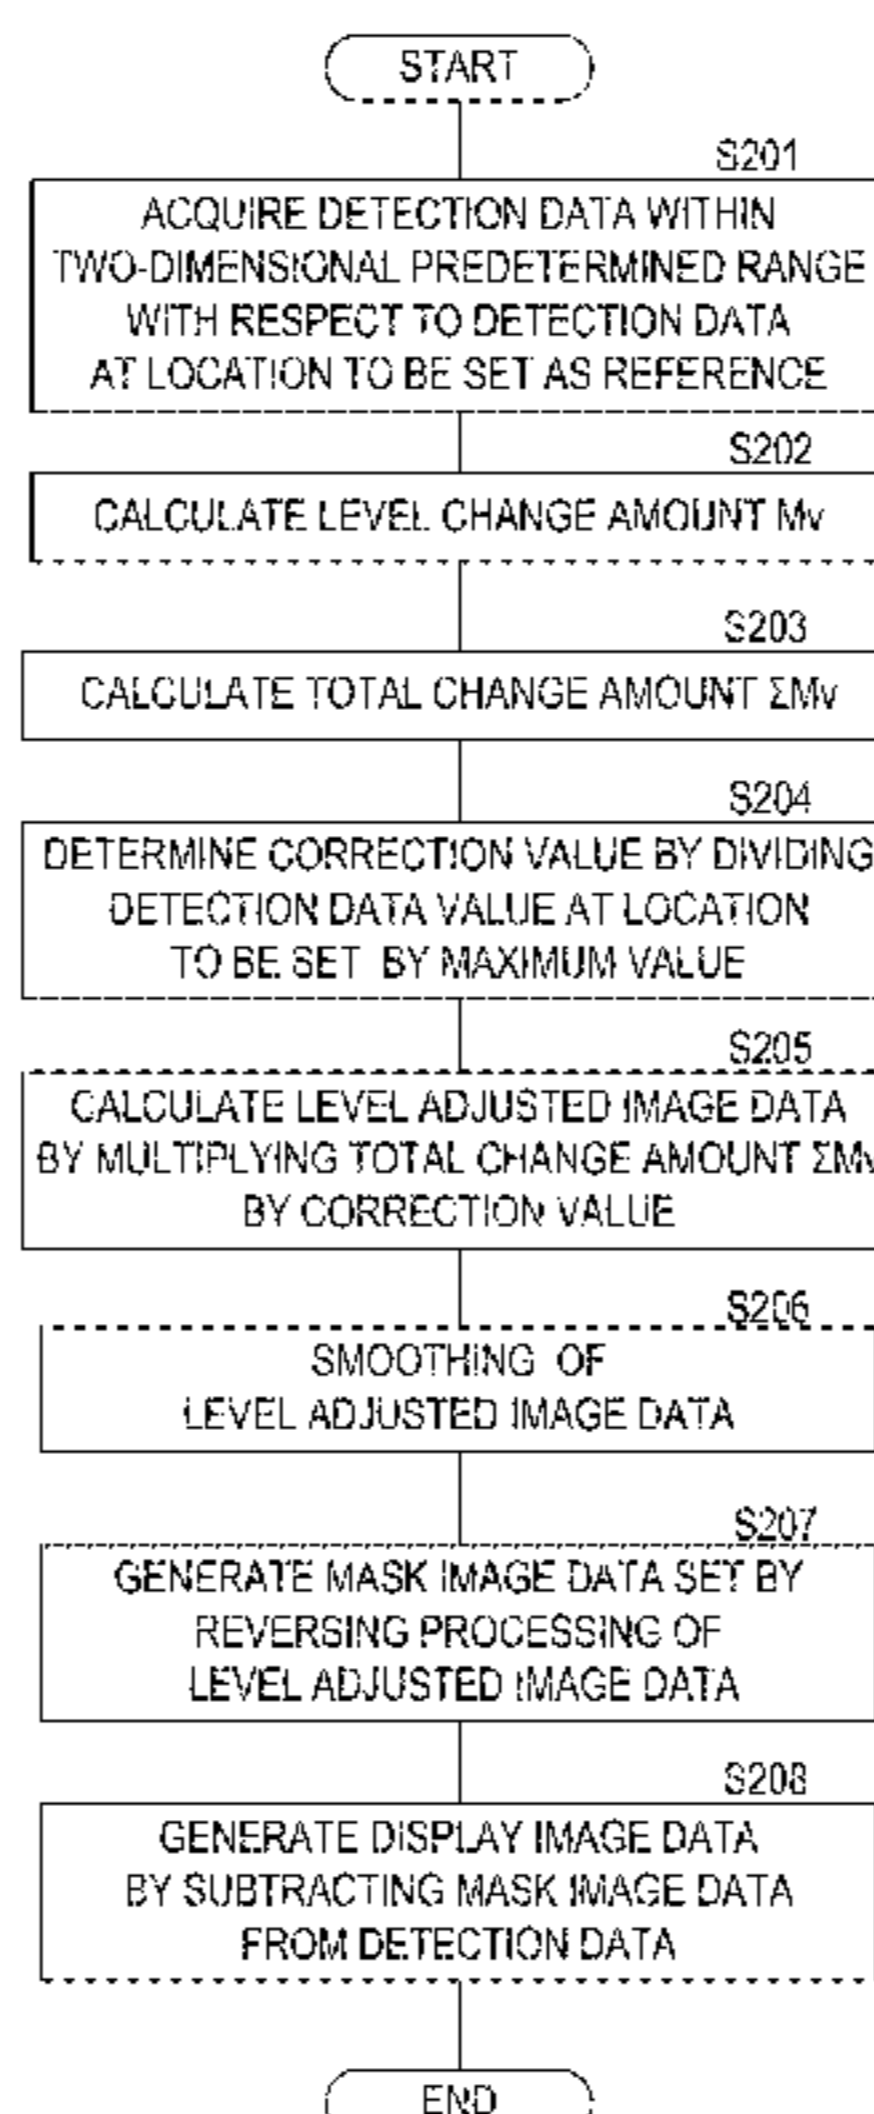 START
S201
ACQUIRE DETECTION DATA WITHIN
TWO-DIMENSIONAL PREDETERMINED RANGE
WITH RESPECT TO DETECTION DATA
AT LOCATION TO BE SET AS REFERENCE
S202
CALCULATE LEVEL CHANGE AMOUNT Mv
S203
CALCULATE TOTAL CHANGE AMOUNT ΣMv
S204
DETERMINE CORRECTION VALUE BY DIVIDING
DETECTION DATA VALUE AT LOCATION
TO BE SET BY MAXIMUM VALUE
S205
CALCULATE LEVEL ADJUSTED IMAGE DATA
BY MULTIPLYING TOTAL CHANGE AMOUNT ΣMv
BY CORRECTION VALUE
S206
SMOOTHING OF
LEVEL ADJUSTED IMAGE DATA
S207
GENERATE MASK IMAGE DATA SET BY
REVERSING PROCESSING OF
LEVEL ADJUSTED IMAGE DATA
S208
GENERATE DISPLAY IMAGE DATA
BY SUBTRACTING MASK IMAGE DATA
FROM DETECTION DATA
END